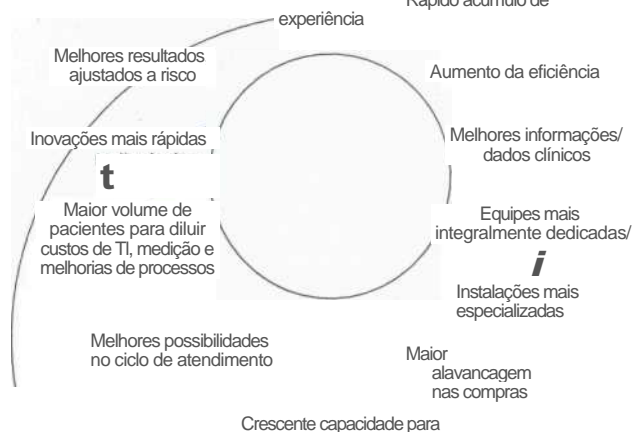 Rápido acúmulo de
experiência
Melhores resultados
ajustados a risco
Aumento da eficiência
Inovações mais rápidas
Melhores informações/
dados clínicos
t
Maior volume de
pacientes para diluir
custos de TI, medição e
melhorias de processos
Equipes mais
integralmente dedicadas/
i
Instalações mais
especializadas
Melhores possibilidades
no ciclo de atendimento
Maior
alavancagem
nas compras
Crescente capacidade para